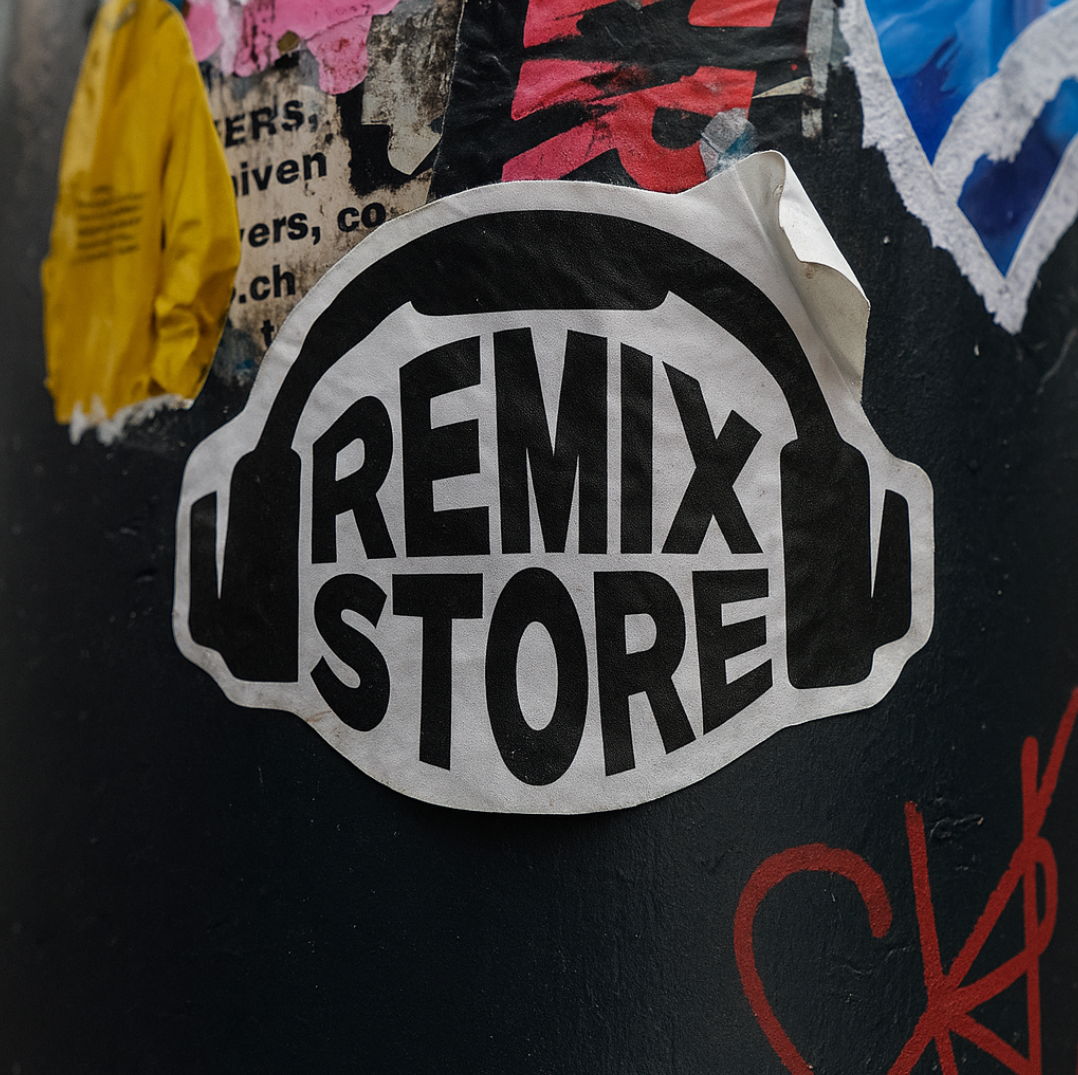 ERS,
niven
vers, co
.ch
REMIX
STORE